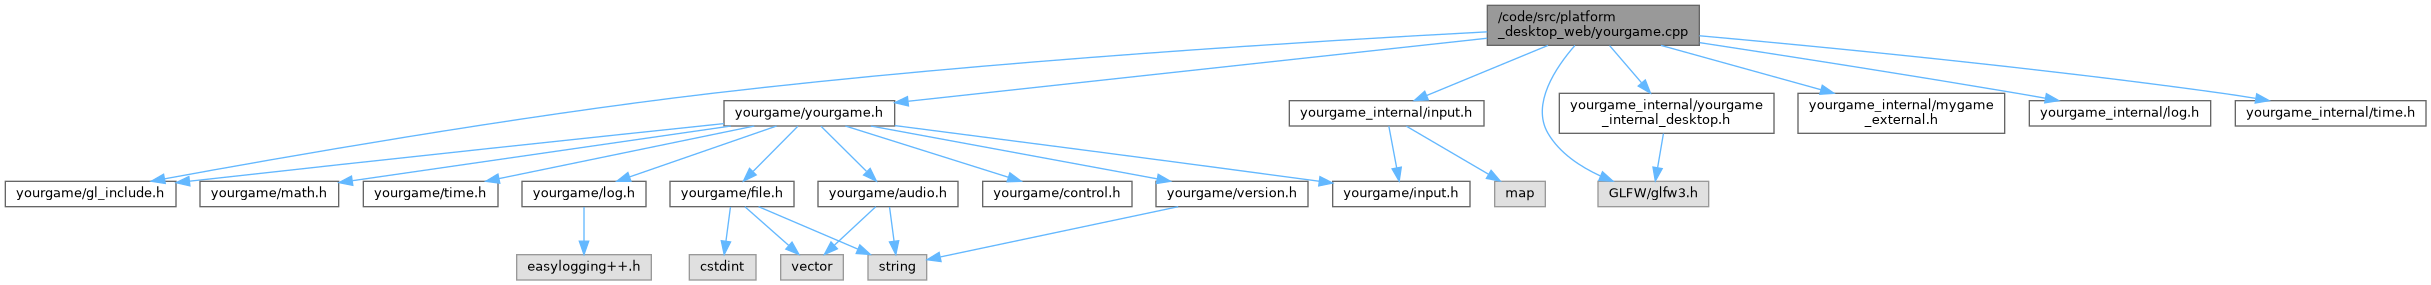 /code/src/platform
_desktop_web/yourgame.cpp
yourgame/yourgame.h
yourgame_internal/input.h
yourgame_internal/yourgame
_internal_desktop.h
yourgame_internal/mygame
_external.h
yourgame_internal/log.h
yourgame_internal/time.h
yourgame/gl_include.h
yourgame/math.h
yourgame/time.h
yourgame/log.h
yourgame/file.h
yourgame/audio.h
yourgame/control.h
yourgame/version.h
yourgame/input.h
map
GLFW/glfw3.h
easylogging++.h
cstdint
vector
string